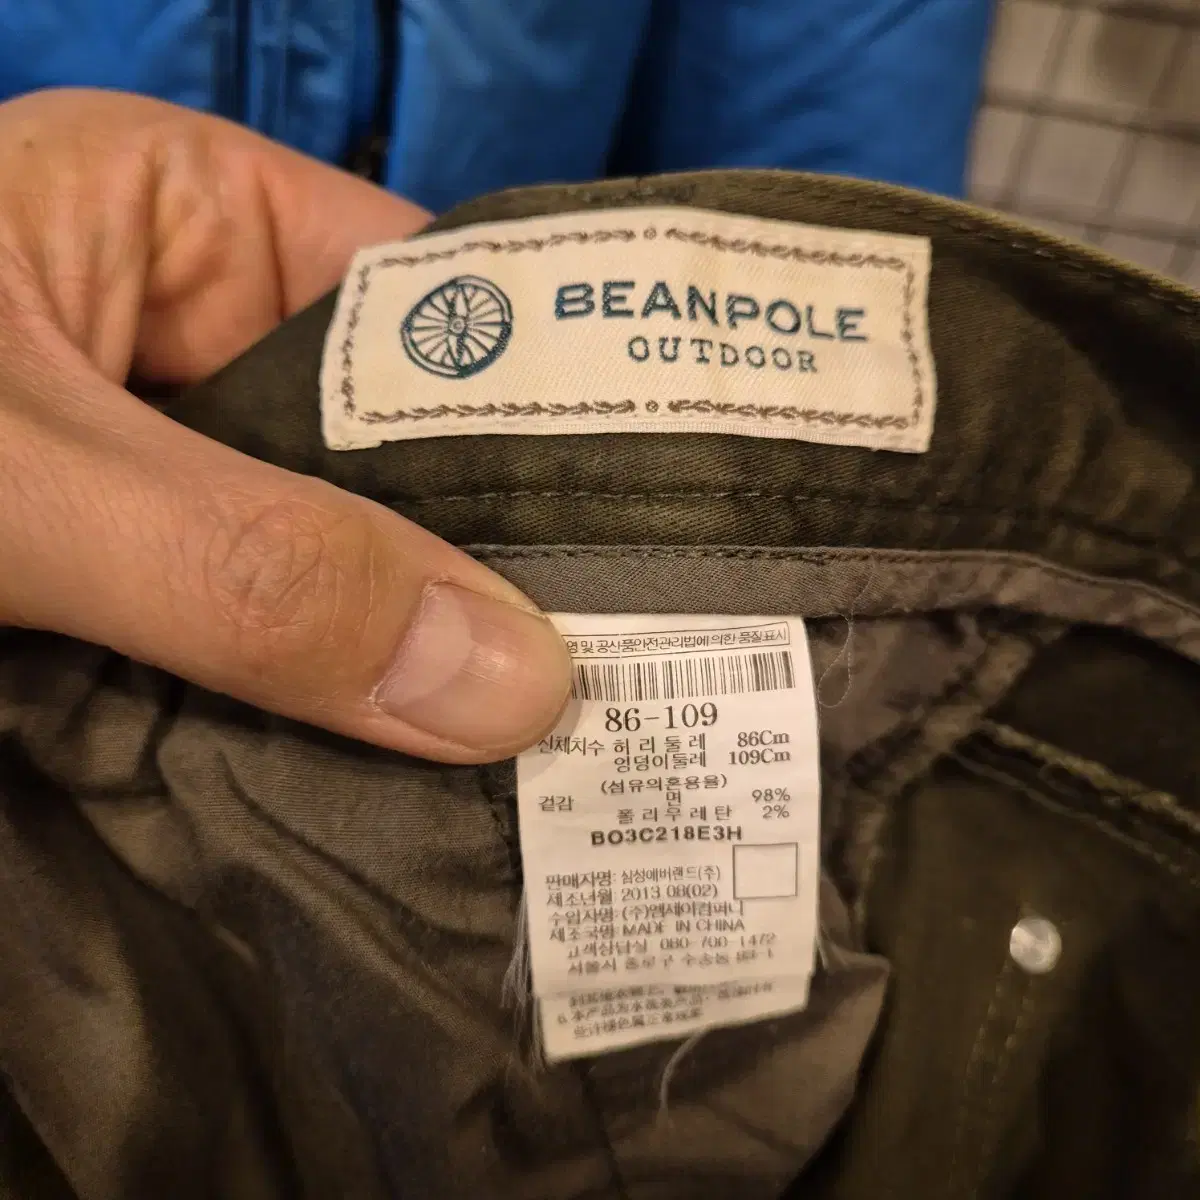 BEANPOLE
OUTDOOR
및 공산품안전관리법에 의한 품질표시
86-109
신체치수 허리둘레 86Cm
엉덩이둘레 109Cm
(섬유의혼용율)
겉감 면 98%
폴리우레탄 2%
BO3C218E3H
판매자명: 삼성에버랜드(주)
제조년월: 2013 08(02)
수입자명: (주)엠세이컴퍼니
제조국명: MADE IN CHINA
고객상담실 080-700-1472
서울시 종로구 수송동